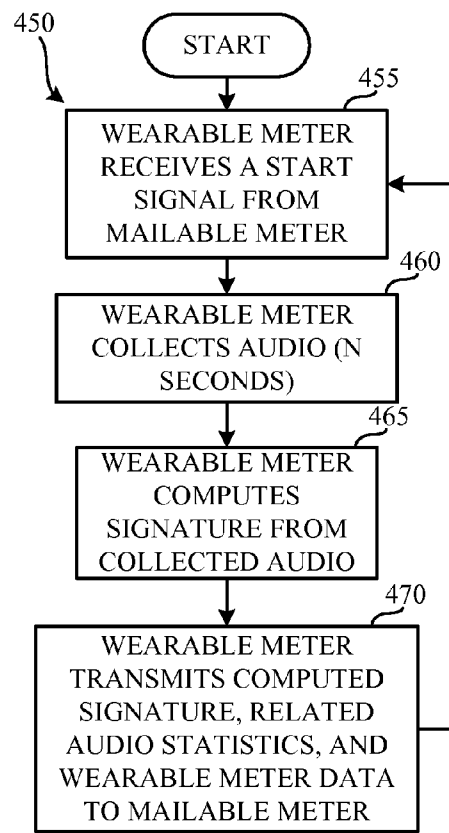 450
START
455
WEARABLE METER
RECEIVES A START
SIGNAL FROM
MAILABLE METER
460
WEARABLE METER
COLLECTS AUDIO (N
SECONDS)
465
WEARABLE METER
COMPUTES
SIGNATURE FROM
COLLECTED AUDIO
470
WEARABLE METER
TRANSMITS COMPUTED
SIGNATURE, RELATED
AUDIO STATISTICS, AND
WEARABLE METER DATA
TO MAILABLE METER